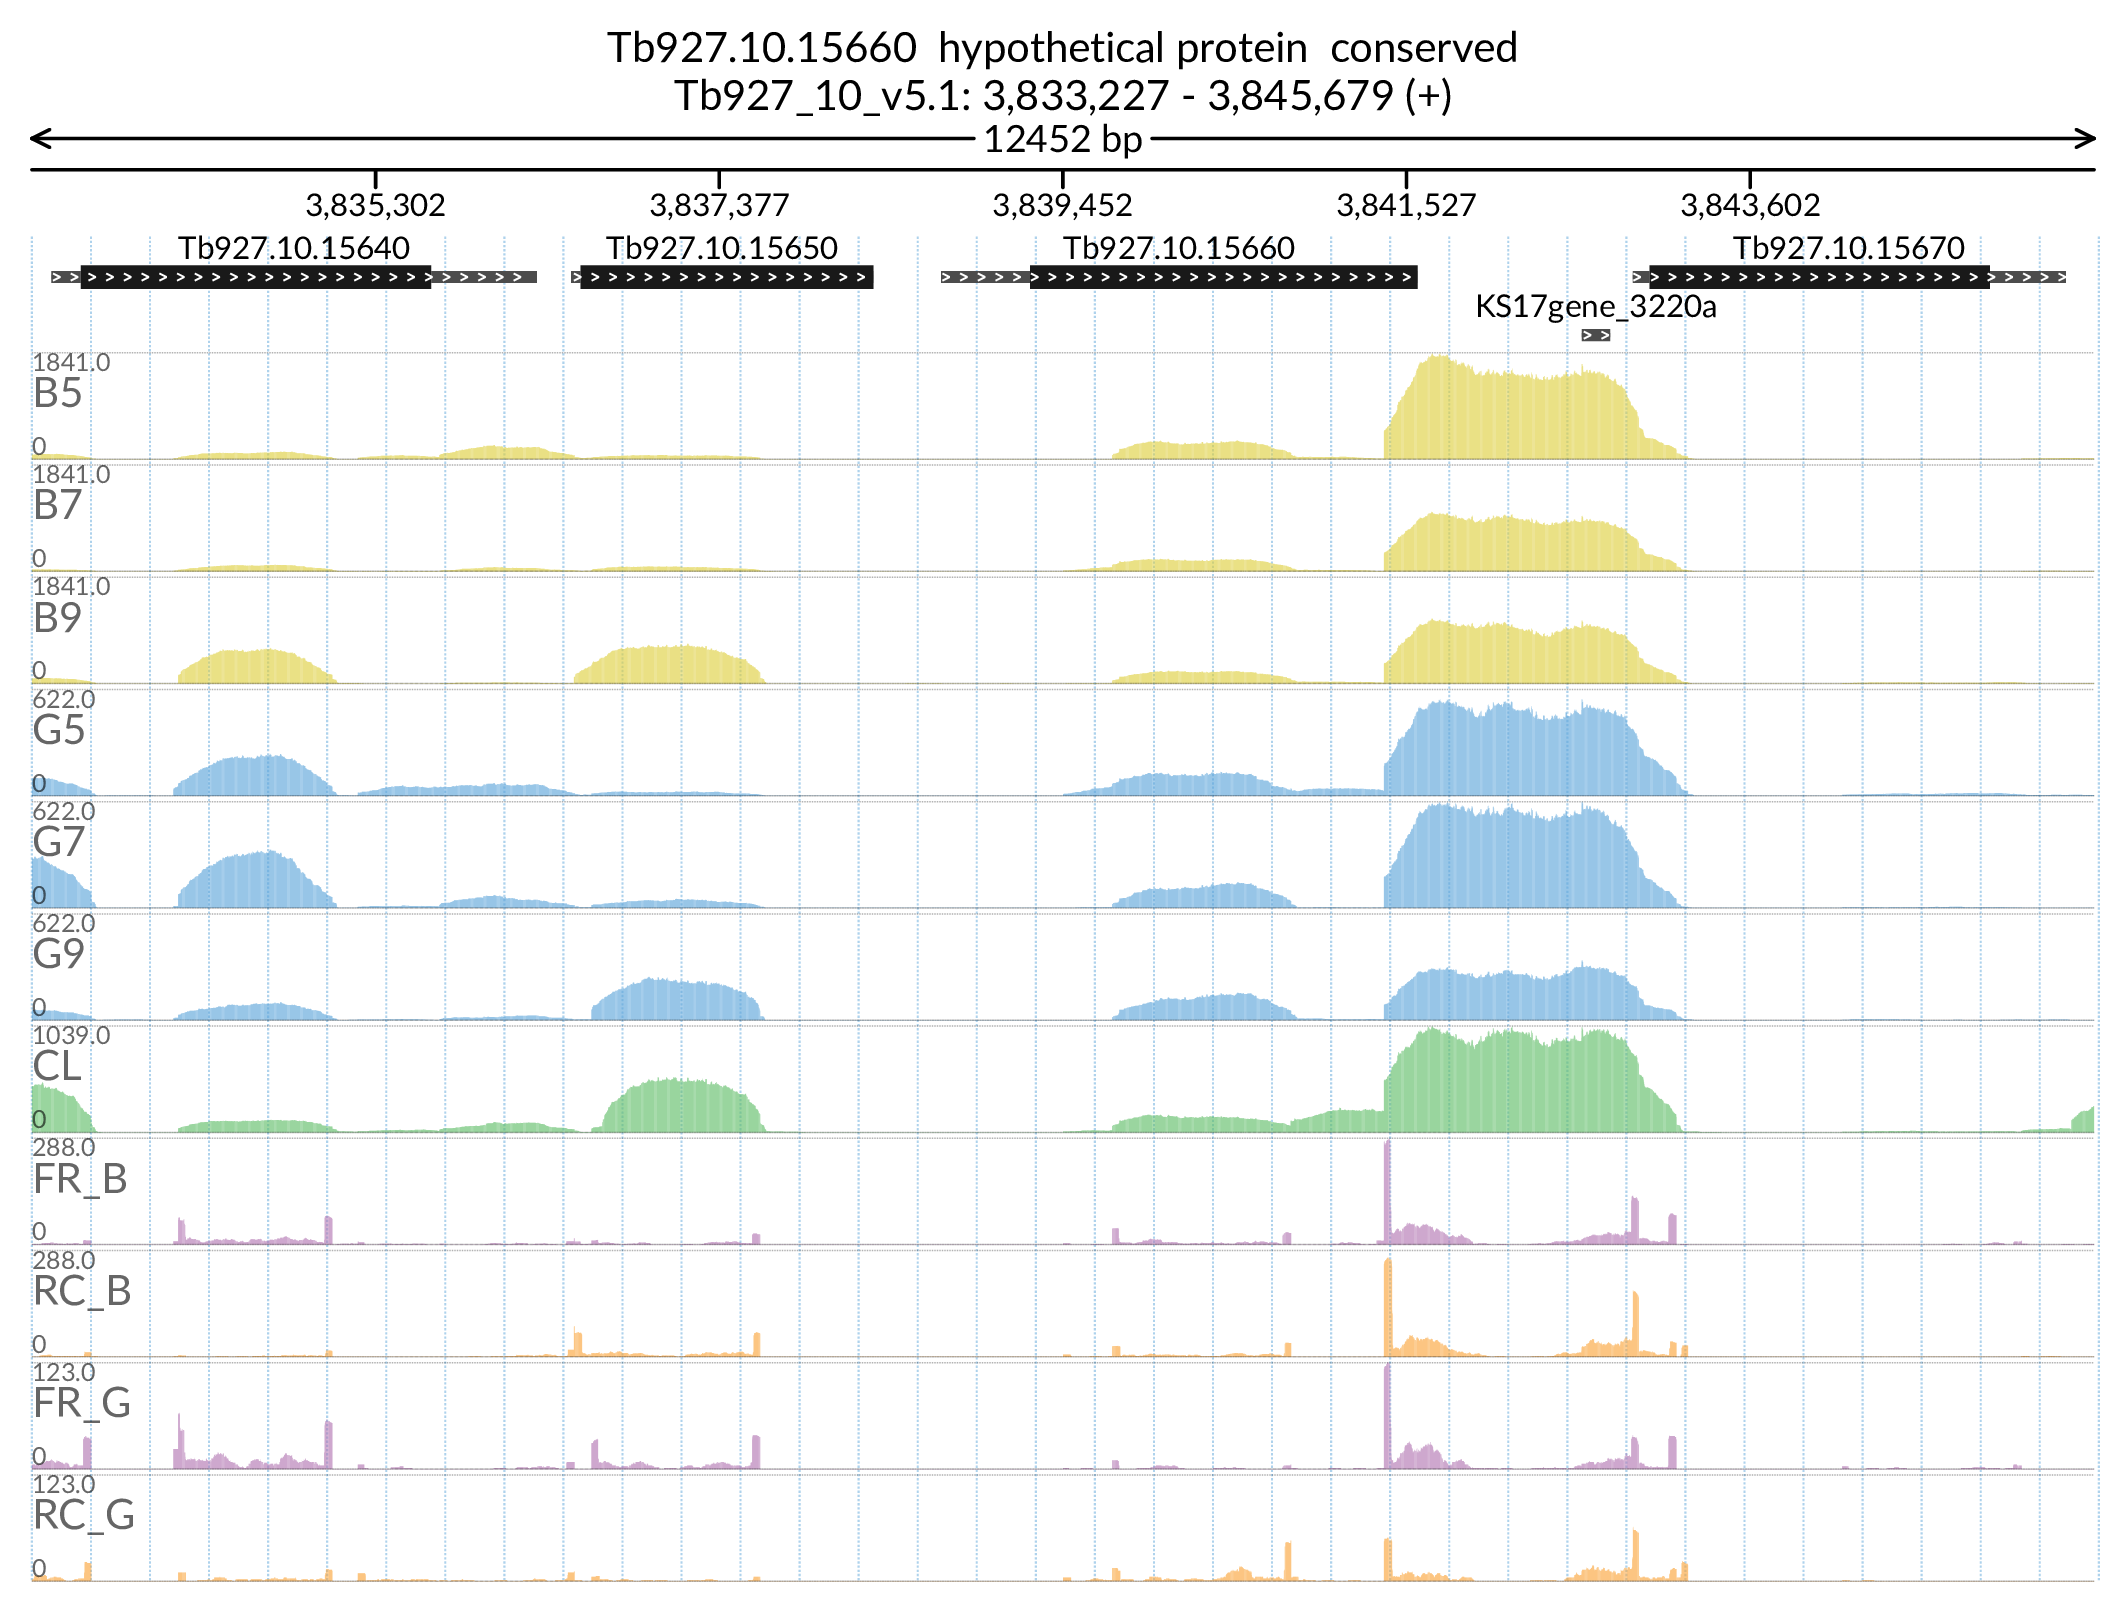 Tb927.10.15660  hypothetical protein  conserved
Tb927_10_v5.1: 3,833,227 - 3,845,679 (+)
12452 bp
3,835,302 3,837,377 3,839,452 3,841,527 3,843,602
Tb927.10.15640 Tb927.10.15650 Tb927.10.15660 Tb927.10.15670
KS17gene_3220a
1841.0
B5
0
1841.0
B7
0
1841.0
B9
0
622.0
G5
0
622.0
G7
0
622.0
G9
0
1039.0
CL
0
288.0
FR_B
0
288.0
RC_B
0
123.0
FR_G
0
123.0
RC_G
0